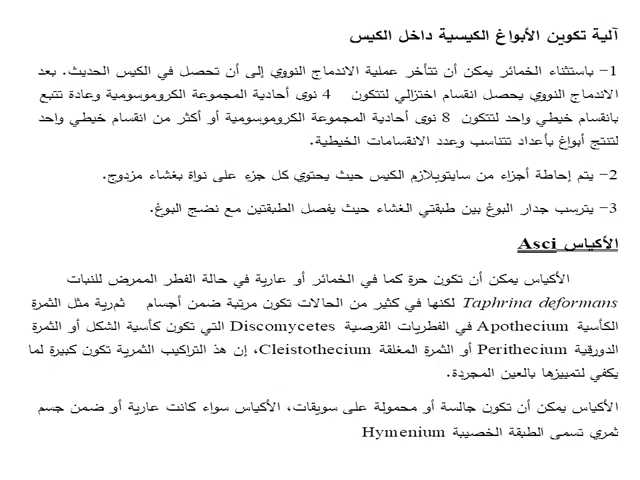 آلية تكوين الأبواغ الكيسية داخل الكيس
1- باستثناء الخمائر يمكن أن تتأخر عملية الاندماج النووي إلى أن تحصل في الكيس الحديث. بعد
الاندماج النووي يحصل انقسام اختزالي لتتكون 4 نوى أحادية المجموعة الكروموسومية وعادة تتبع
بانقسام خيطي واحد لتتكون 8 نوى أحادية المجموعة الكروموسومية أو أكثر من انقسام خيطي واحد
لتنتج أبواغ بأعداد تتناسب وعدد الانقسامات الخيطية.
2- يتم إحاطة أجزاء من سايتوبلازم الكيس حيث يحتوي كل جزء على نواة بغشاء مزدوج.
3- يترسب جدار البوغ بين طبقتي الغشاء حيث يفصل الطبقتين مع نضج البوغ.
الأكياس Asci
الأكياس يمكن أن تكون حرة كما في الخمائر أو عارية في حالة الفطر الممرض للنبات
Taphrina deformans لكنها في كثير من الحالات تكون مرتبة ضمن أجسام ثمرية مثل الثمرة
الكأسية Apothecium في الفطريات القرصية Discomycetes التي تكون كأسية الشكل أو الثمرة
الدورقية Perithecium أو الثمرة المغلقة Cleistothecium، إن هذ التراكيب الثمرية تكون كبيرة لما
يكفي لتمييزها بالعين المجردة.
الأكياس يمكن أن تكون جالسة أو محمولة على سويقات، الأكياس سواء كانت عارية أو ضمن جسم
ثمري تسمى الطبقة الخصيبة Hymenium